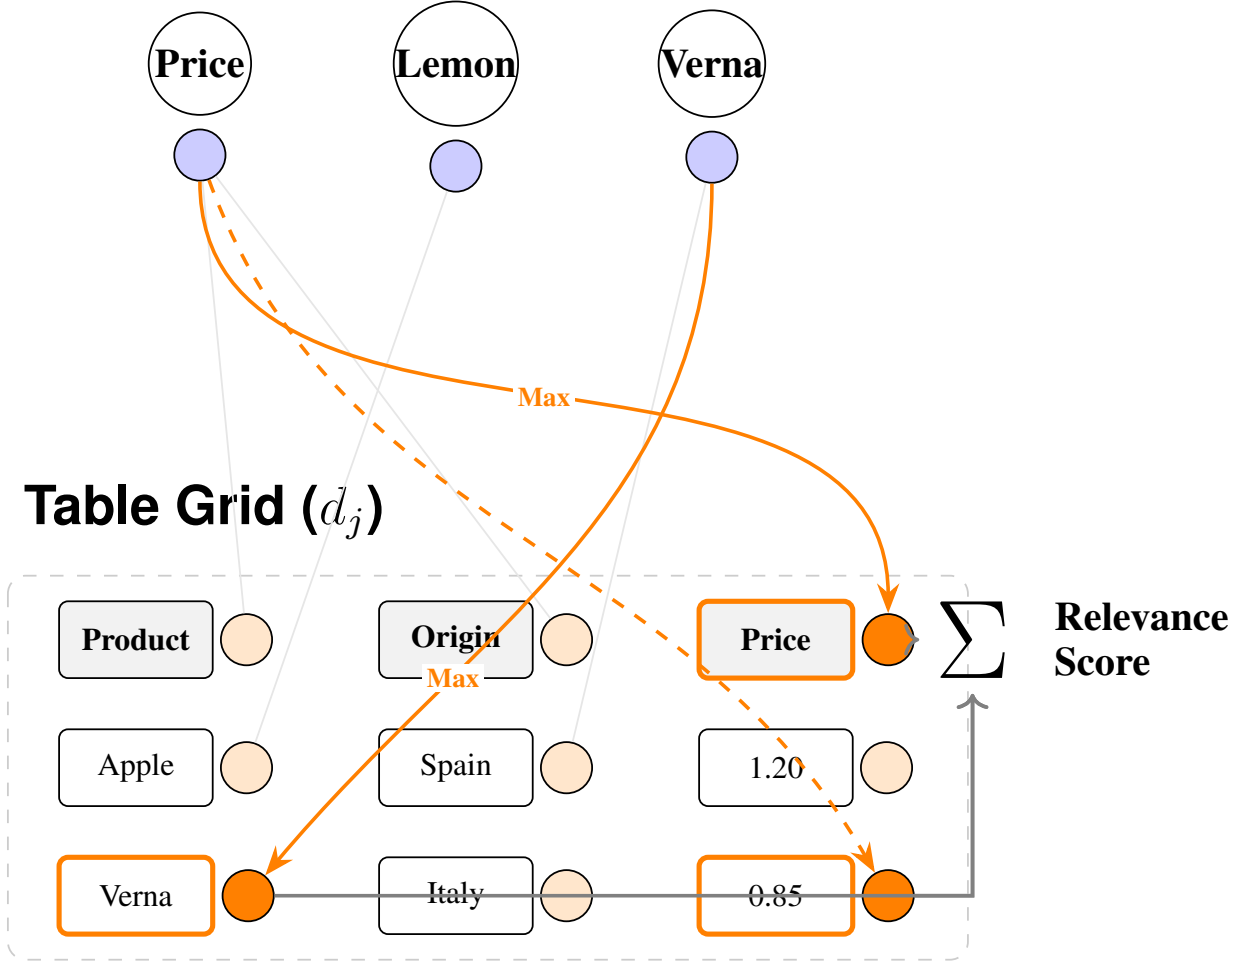 Price Lemon Verna
Max
Table Grid (d_j)
Product Origin Price
∑ Relevance
Score
Max
Apple Spain 1.20
Verna Italy 0.85